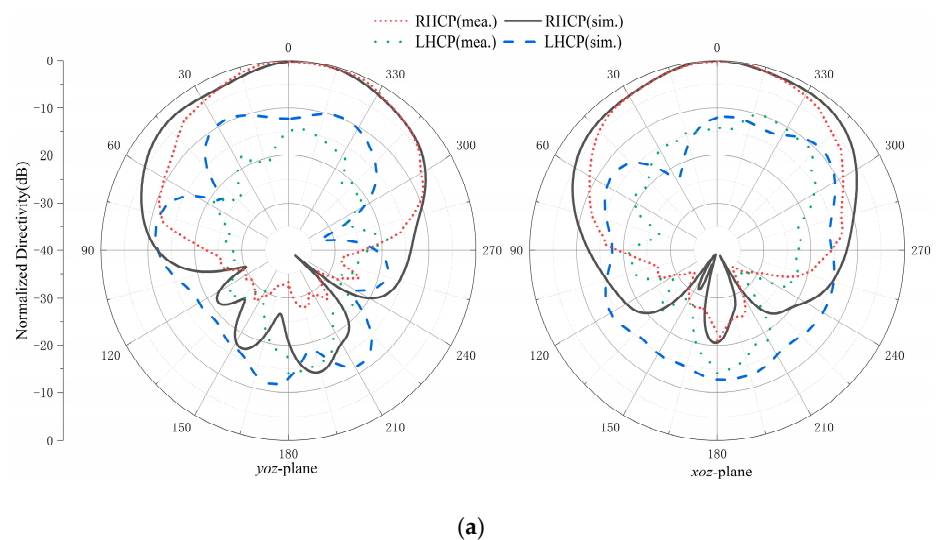 RHCP(mea.) RHCP(sim.)
LHCP(mea.) LHCP(sim.)
0 0
0
30 330 30 330
−10
60 300 60 300
20
−30
90 −40 270 90 270
−30
120 240 120 240
−20
−10
150 210 150 210
0
180 180
yoz-plane xoz-plane
Normalized Directivity(dB)
(a)